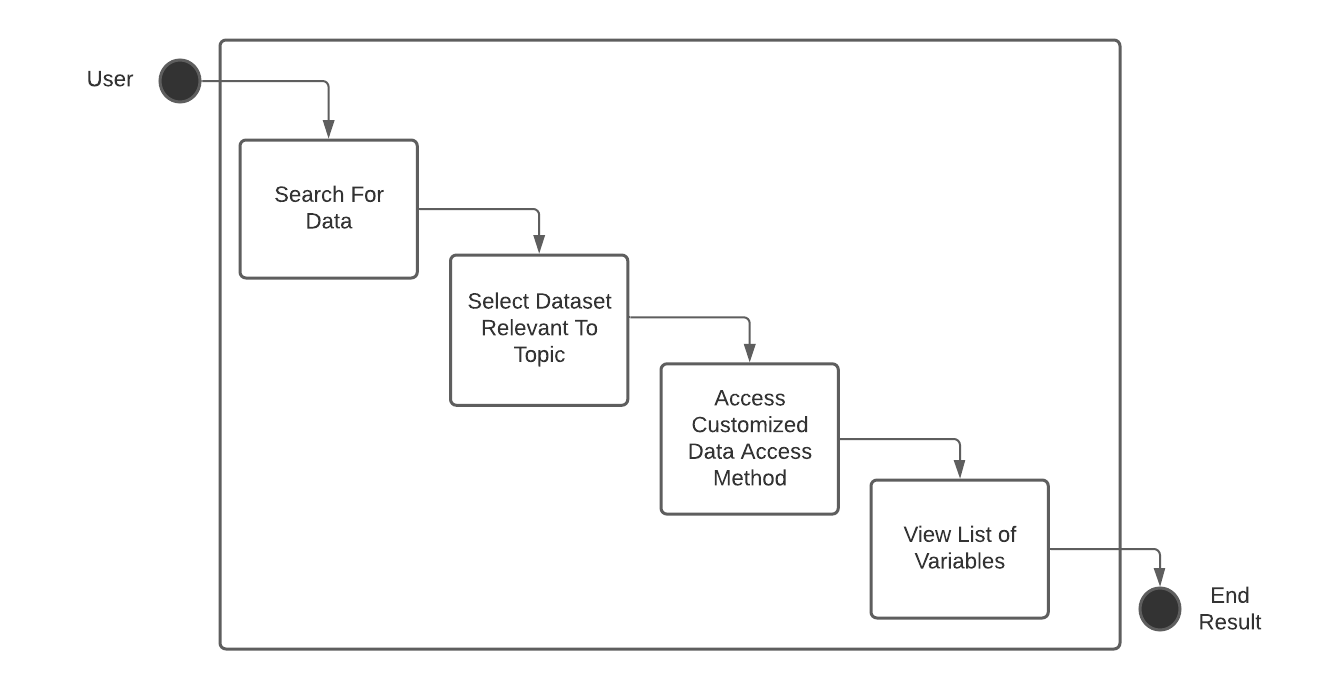 User
Search For
Data
Select Dataset
Relevant To
Topic
Access
Customized
Data Access
Method
View List of
Variables
End
Result